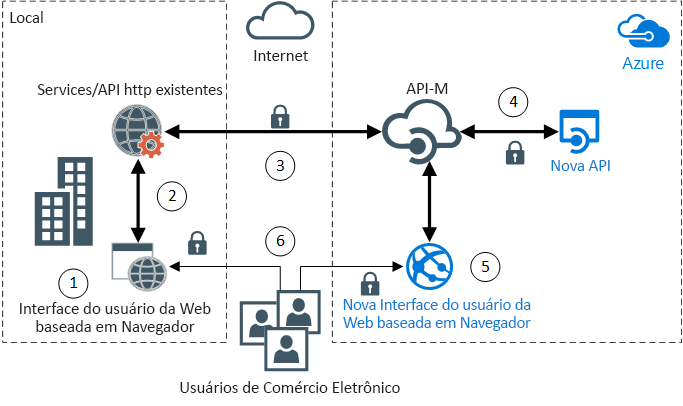 Local
Internet
Azure
Services/API http existentes
API-M
4
3
Nova API
2
6
5
1
Interface do usuário da Web
baseada em Navegador
Nova Interface do usuário da
Web baseada em Navegador
Usuários de Comércio Eletrônico